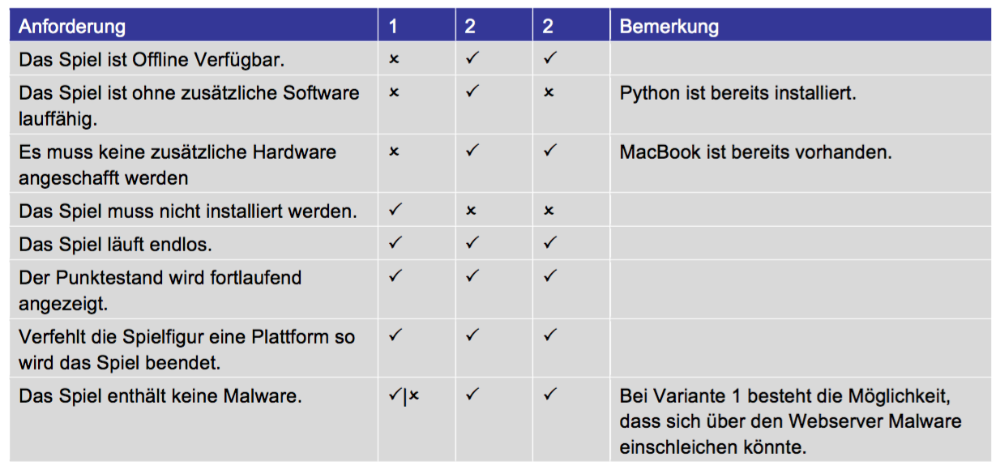 Anforderung 1 2 2 Bemerkung
Das Spiel ist Offline Verfügbar. × ✓ ✓
Das Spiel ist ohne zusätzliche Software × ✓ × Python ist bereits installiert.
lauffähig.
Es muss keine zusätzliche Hardware × ✓ ✓ MacBook ist bereits vorhanden.
angeschafft werden
Das Spiel muss nicht installiert werden. ✓ × ×
Das Spiel läuft endlos. ✓ ✓ ✓
Der Punktestand wird fortlaufend ✓ ✓ ✓
angezeigt.
Verfehlt die Spielfigur eine Plattform so ✓ ✓ ✓
wird das Spiel beendet.
Das Spiel enthält keine Malware. ✓|× ✓ ✓ Bei Variante 1 besteht die Möglichkeit,
dass sich über den Webserver Malware
einschleichen könnte.